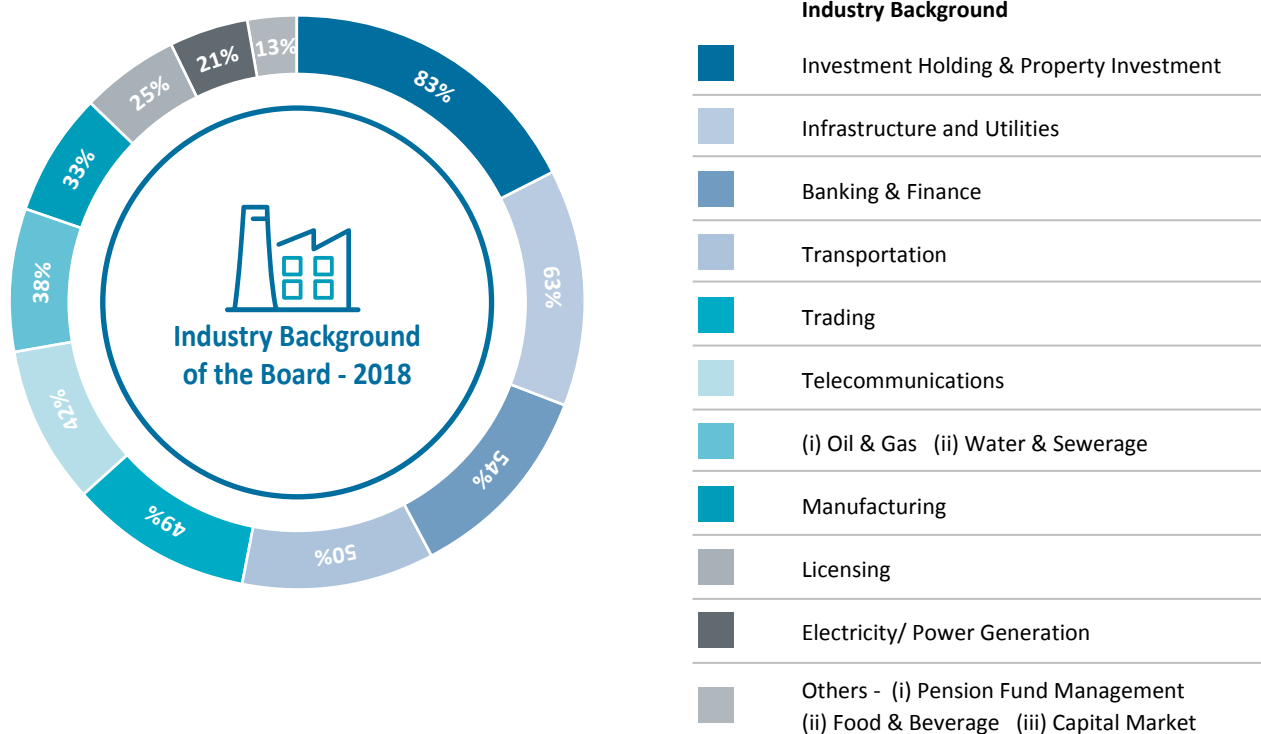 83%
63%
54%
50%
49%
42%
38%
33%
25%
21%
13%
Industry Background
of the Board - 2018
Industry Background
Investment Holding & Property Investment
Infrastructure and Utilities
Banking & Finance
Transportation
Trading
Telecommunications
(i) Oil & Gas (ii) Water & Sewerage
Manufacturing
Licensing
Electricity/ Power Generation
Others - (i) Pension Fund Management
(ii) Food & Beverage (iii) Capital Market